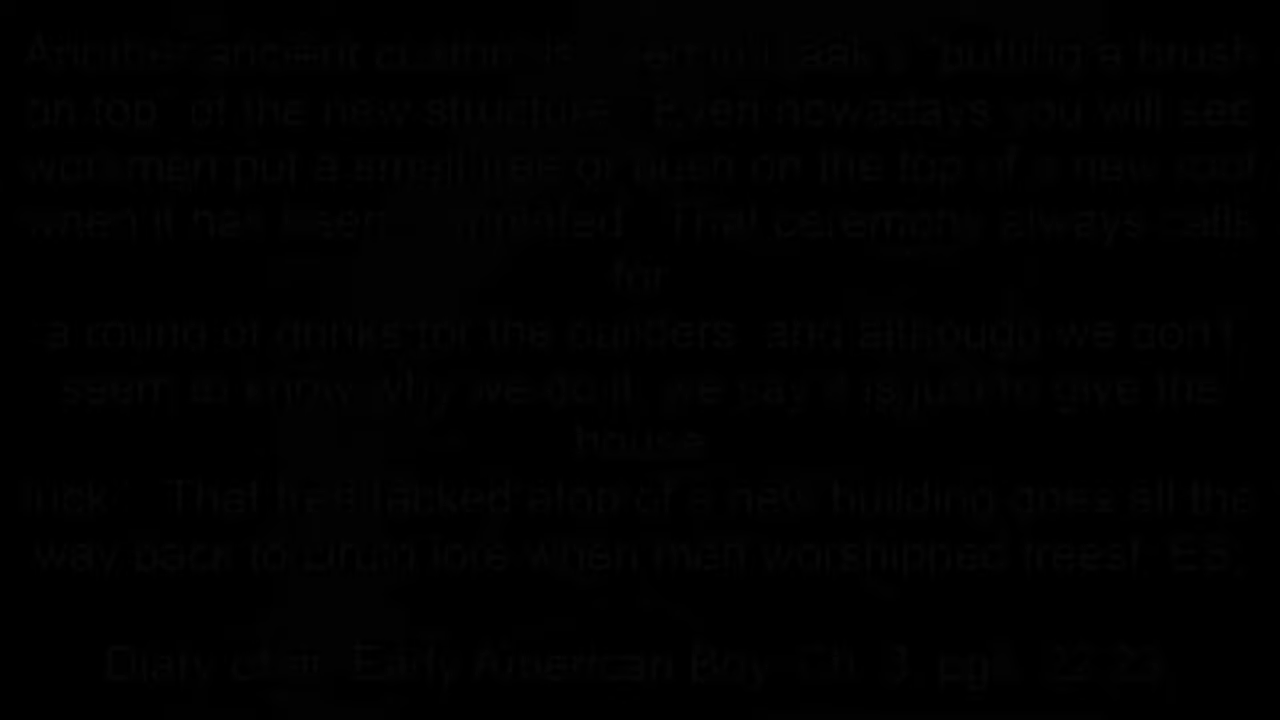 Another ancient custom is "putting a brush
on top" of the new structure. Even nowadays you will see
workmen put a small tree or bush on the top of a new roof
when it has been completed. That ceremony always calls
for
a round of drinks for the builders, and although we don't
seem to know why we do it, we say it is just to give the
house
luck." That tree tacked atop of a new building goes all the
way back to Druid lore when men worshipped trees! ES,
Diary of an Early American Boy, Ch. 3, pgs. 22-23